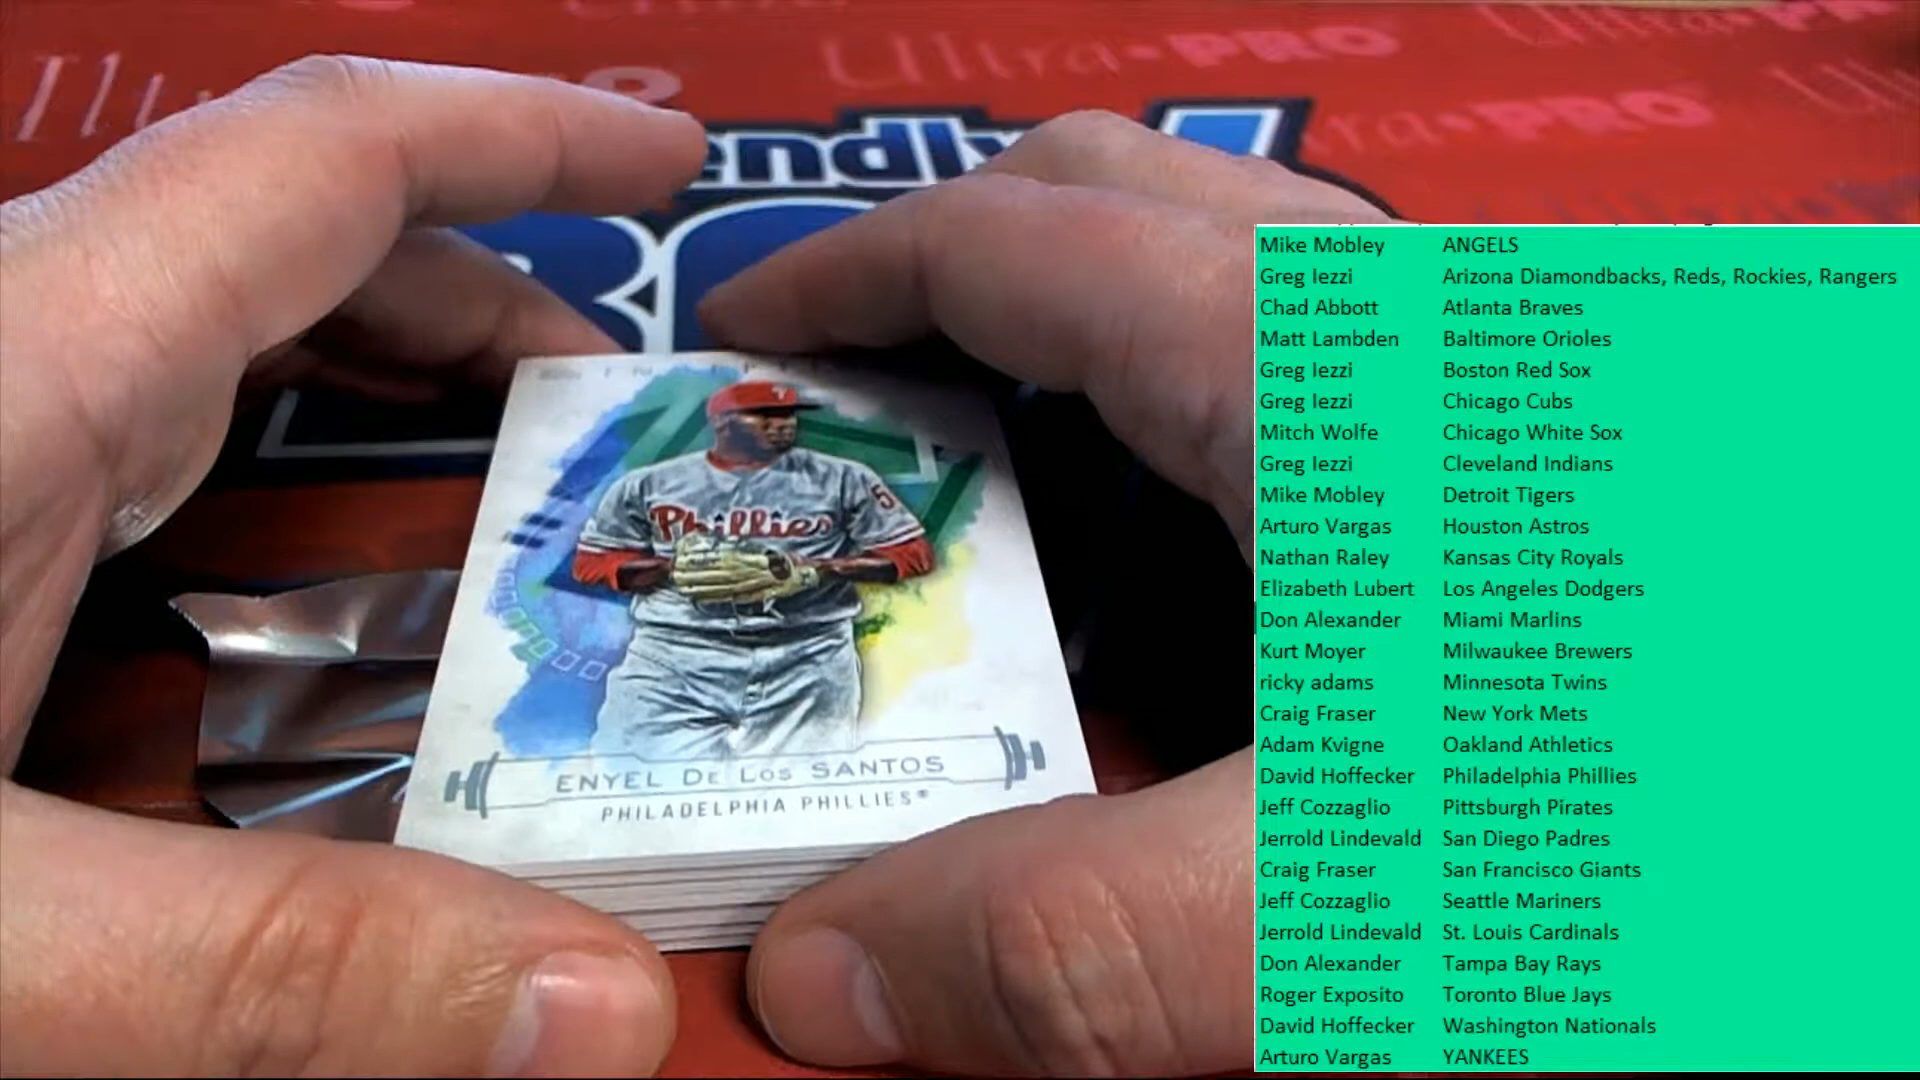 Ultra PRO
Ultra PRO
endly
INCEPTION
Phillies
5
ENYEL DE LOS SANTOS
PHILADELPHIA PHILLIES
Mike Mobley ANGELS
Greg Iezzi Arizona Diamondbacks, Reds, Rockies, Rangers
Chad Abbott Atlanta Braves
Matt Lambden Baltimore Orioles
Greg Iezzi Boston Red Sox
Greg Iezzi Chicago Cubs
Mitch Wolfe Chicago White Sox
Greg Iezzi Cleveland Indians
Mike Mobley Detroit Tigers
Arturo Vargas Houston Astros
Nathan Raley Kansas City Royals
Elizabeth Lubert Los Angeles Dodgers
Don Alexander Miami Marlins
Kurt Moyer Milwaukee Brewers
ricky adams Minnesota Twins
Craig Fraser New York Mets
Adam Kvigne Oakland Athletics
David Hoffecker Philadelphia Phillies
Jeff Cozzaglio Pittsburgh Pirates
Jerrold Lindevald San Diego Padres
Craig Fraser San Francisco Giants
Jeff Cozzaglio Seattle Mariners
Jerrold Lindevald St. Louis Cardinals
Don Alexander Tampa Bay Rays
Roger Exposito Toronto Blue Jays
David Hoffecker Washington Nationals
Arturo Vargas YANKEES